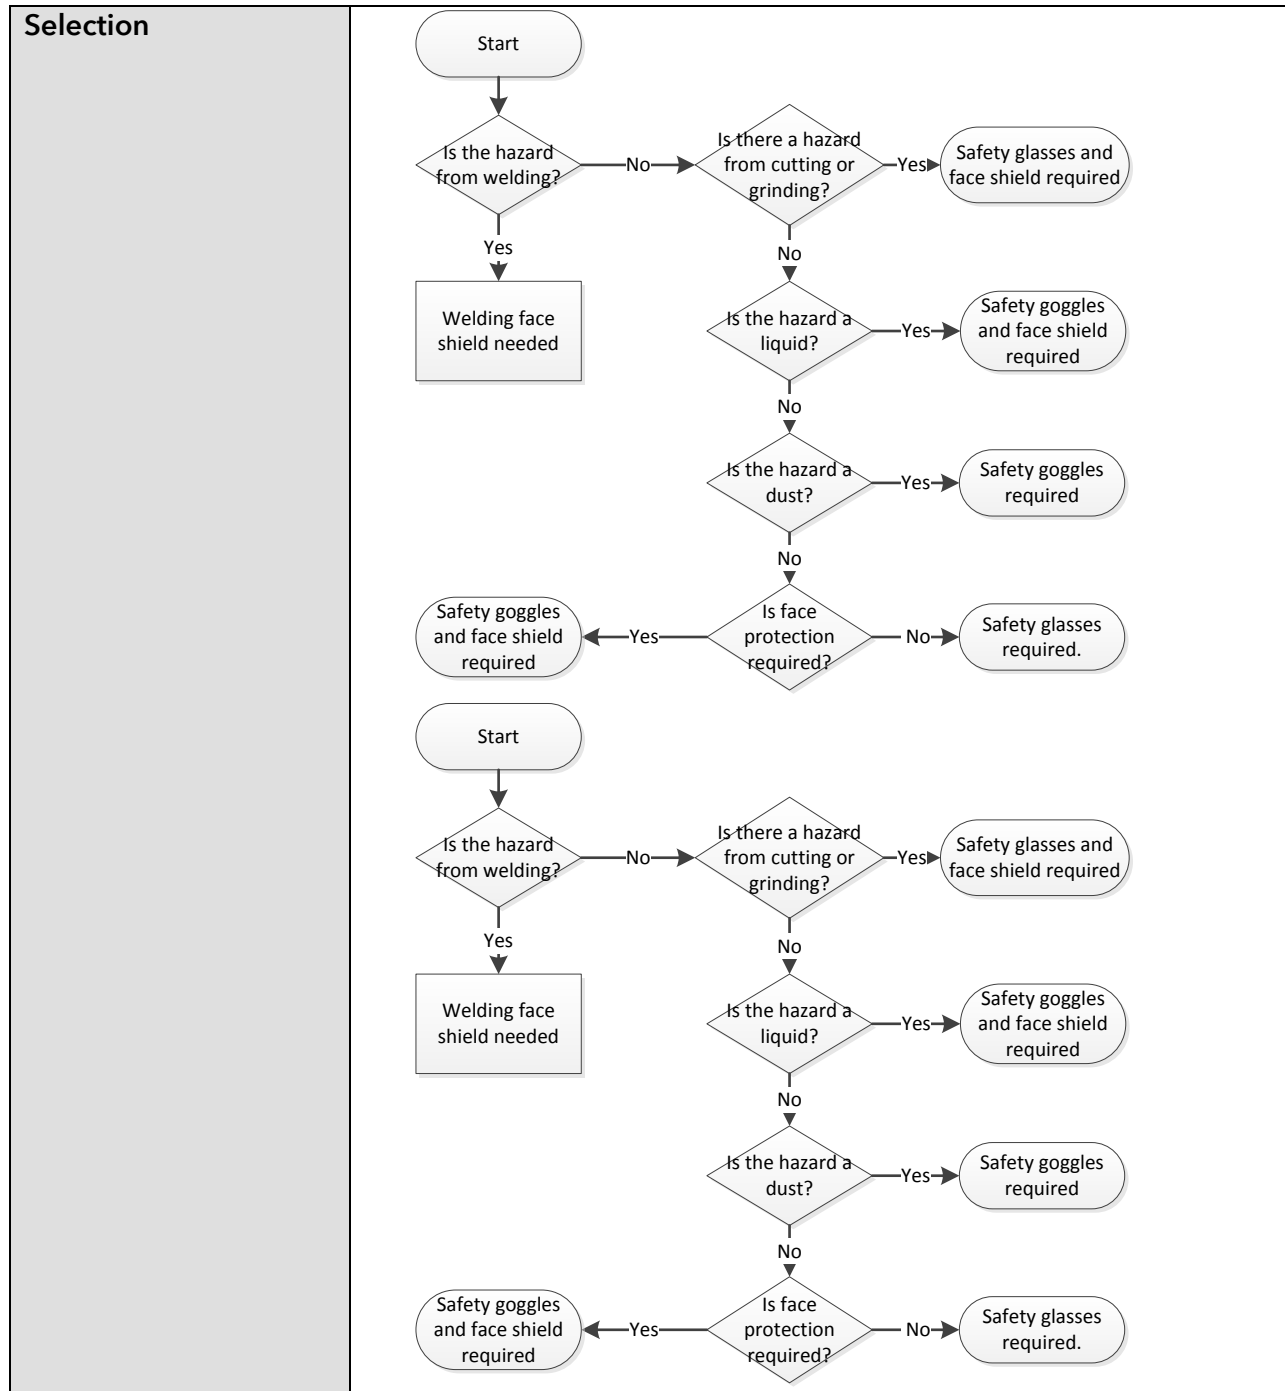 Selection
Start
Is the hazard
from welding?
No
Is there a hazard
from cutting or
grinding?
Yes
Safety glasses and
face shield required
Yes
No
Welding face
shield needed
Is the hazard a
liquid?
Yes
Safety goggles
and face shield
required
No
Is the hazard a
dust?
Yes
Safety goggles
required
No
Safety goggles
and face shield
required
Yes
Is face
protection
required?
No
Safety glasses
required.
Start
Is the hazard
from welding?
No
Is there a hazard
from cutting or
grinding?
Yes
Safety glasses and
face shield required
Yes
No
Welding face
shield needed
Is the hazard a
liquid?
Yes
Safety goggles
and face shield
required
No
Is the hazard a
dust?
Yes
Safety goggles
required
No
Safety goggles
and face shield
required
Yes
Is face
protection
required?
No
Safety glasses
required.